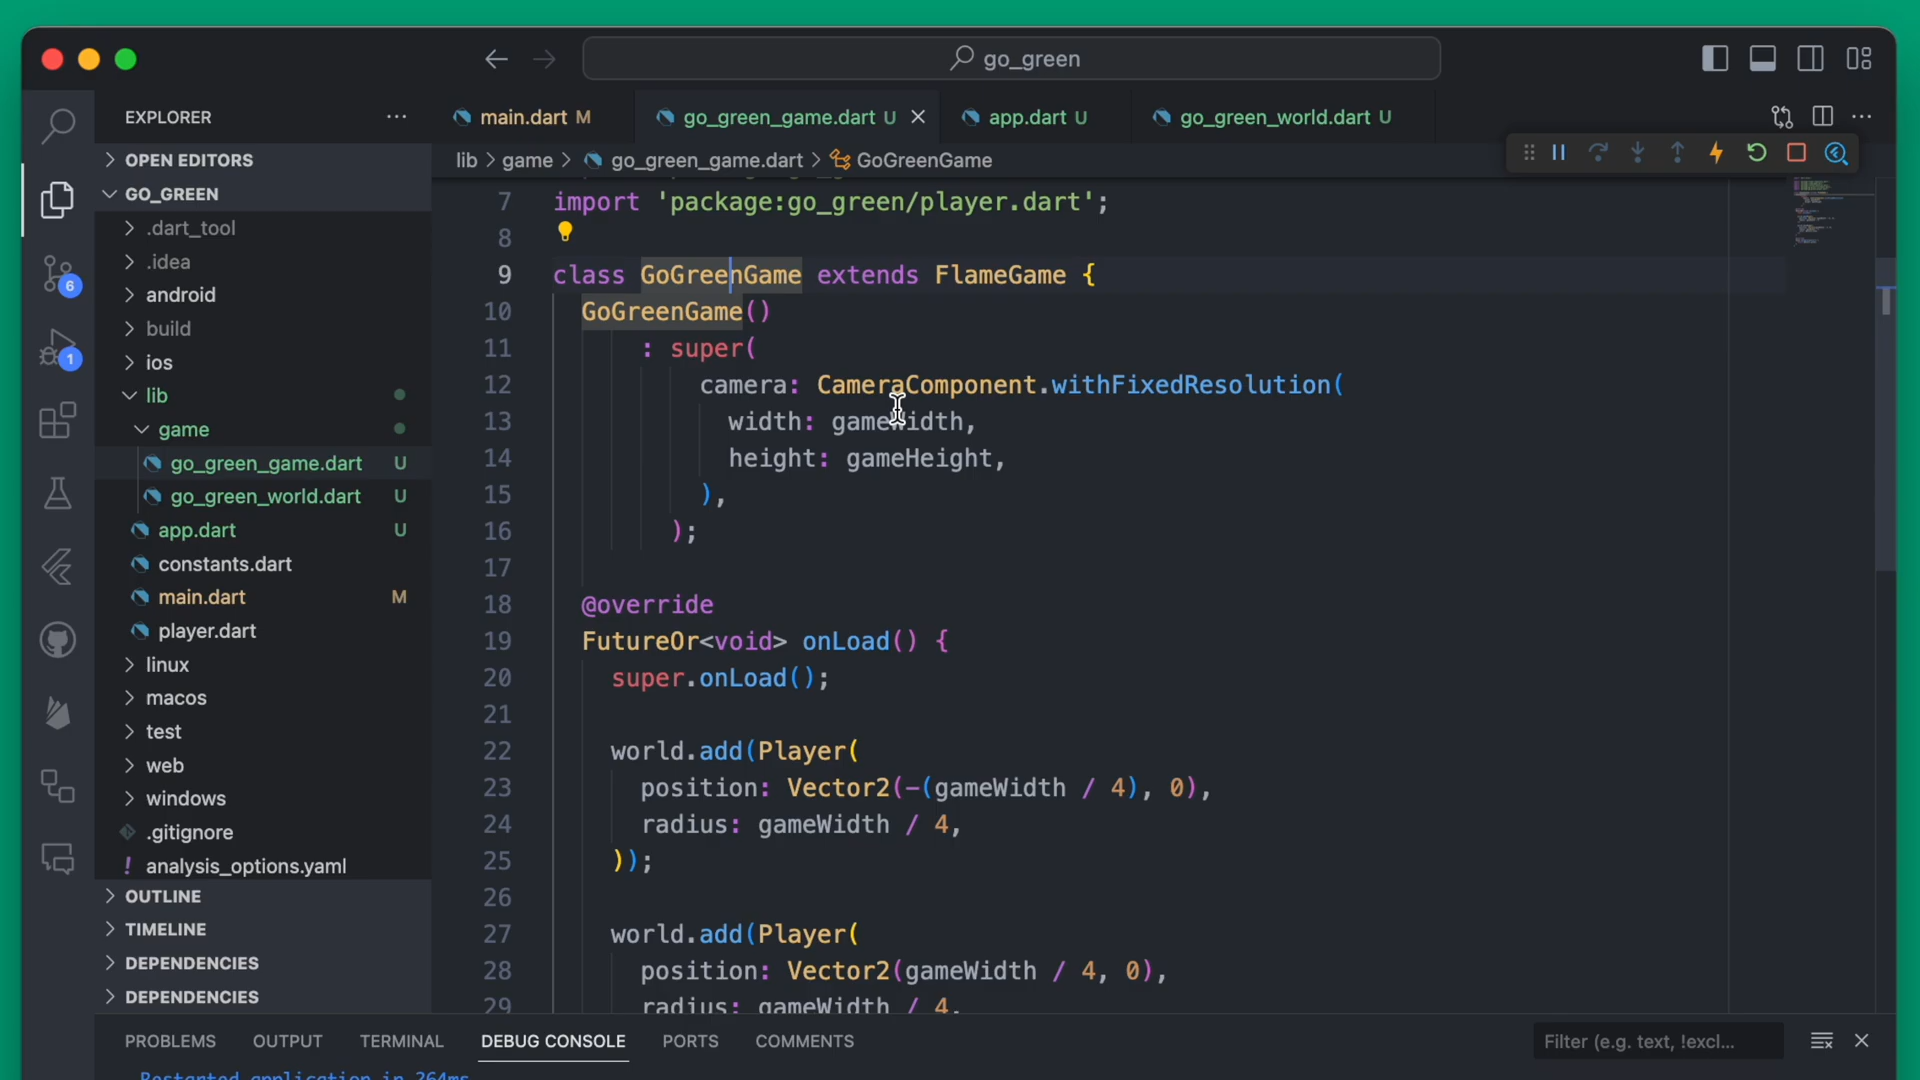 go_green
EXPLORER
main.dart M
go_green_game.dart U
app.dart U
go_green_world.dart U
OPEN EDITORS
GO_GREEN
.dart_tool
.idea
android
build
ios
lib
game
go_green_game.dart U
go_green_world.dart U
app.dart U
constants.dart
main.dart M
player.dart
linux
macos
test
web
windows
.gitignore
! analysis_options.yaml
OUTLINE
TIMELINE
DEPENDENCIES
DEPENDENCIES
6
1
lib > game > go_green_game.dart > GoGreenGame
7 import 'package:go_green/player.dart';
8
9 class GoGreenGame extends FlameGame {
10 GoGreenGame()
11 : super(
12 camera: CameraComponent.withFixedResolution(
13 width: gameWidth,
14 height: gameHeight,
15 ),
16 );
17
18 @override
19 FutureOr<void> onLoad() {
20 super.onLoad();
21
22 world.add(Player(
23 position: Vector2(-(gameWidth / 4), 0),
24 radius: gameWidth / 4,
25 ));
26
27 world.add(Player(
28 position: Vector2(gameWidth / 4, 0),
29 radius: gameWidth / 4,
PROBLEMS OUTPUT TERMINAL DEBUG CONSOLE PORTS COMMENTS
Filter (e.g. text, !excl...
Restarted application in 264ms